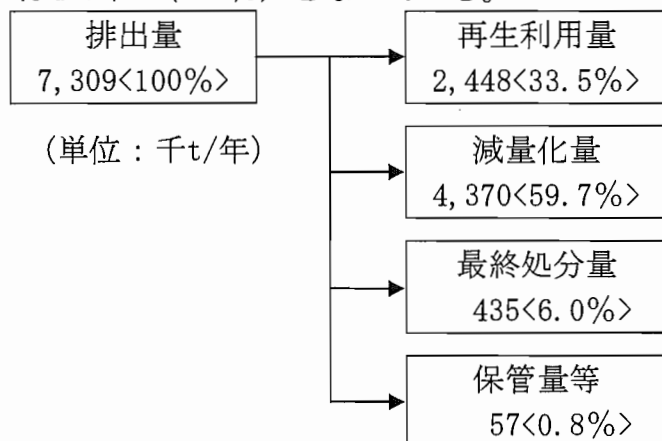 排出量
7,309<100%>
(単位：千t/年)
再生利用量
2,448<33.5%>
減量化量
4,370<59.7%>
最終処分量
435<6.0%>
保管量等
57<0.8%>